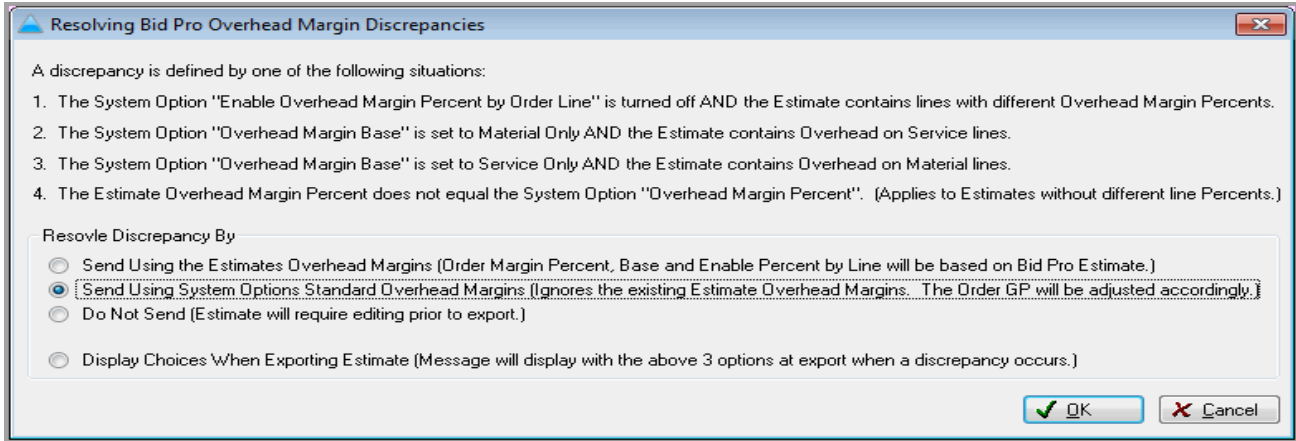 Resolving Bid Pro Overhead Margin Discrepancies
A discrepancy is defined by one of the following situations:
1. The System Option "Enable Overhead Margin Percent by Order Line" is turned off AND the Estimate contains lines with different Overhead Margin Percents.
2. The System Option "Overhead Margin Base" is set to Material Only AND the Estimate contains Overhead on Service lines.
3. The System Option "Overhead Margin Base" is set to Service Only AND the Estimate contains Overhead on Material lines.
4. The Estimate Overhead Margin Percent does not equal the System Option "Overhead Margin Percent". (Applies to Estimates without different line Percents.)
Resovle Discrepancy By
Send Using the Estimates Overhead Margins (Order Margin Percent, Base and Enable Percent by Line will be based on Bid Pro Estimate.)
Send Using System Options Standard Overhead Margins (Ignores the existing Estimate Overhead Margins. The Order GP will be adjusted accordingly.)
Do Not Send (Estimate will require editing prior to export.)
Display Choices When Exporting Estimate (Message will display with the above 3 options at export when a discrepancy occurs.)
OK Cancel